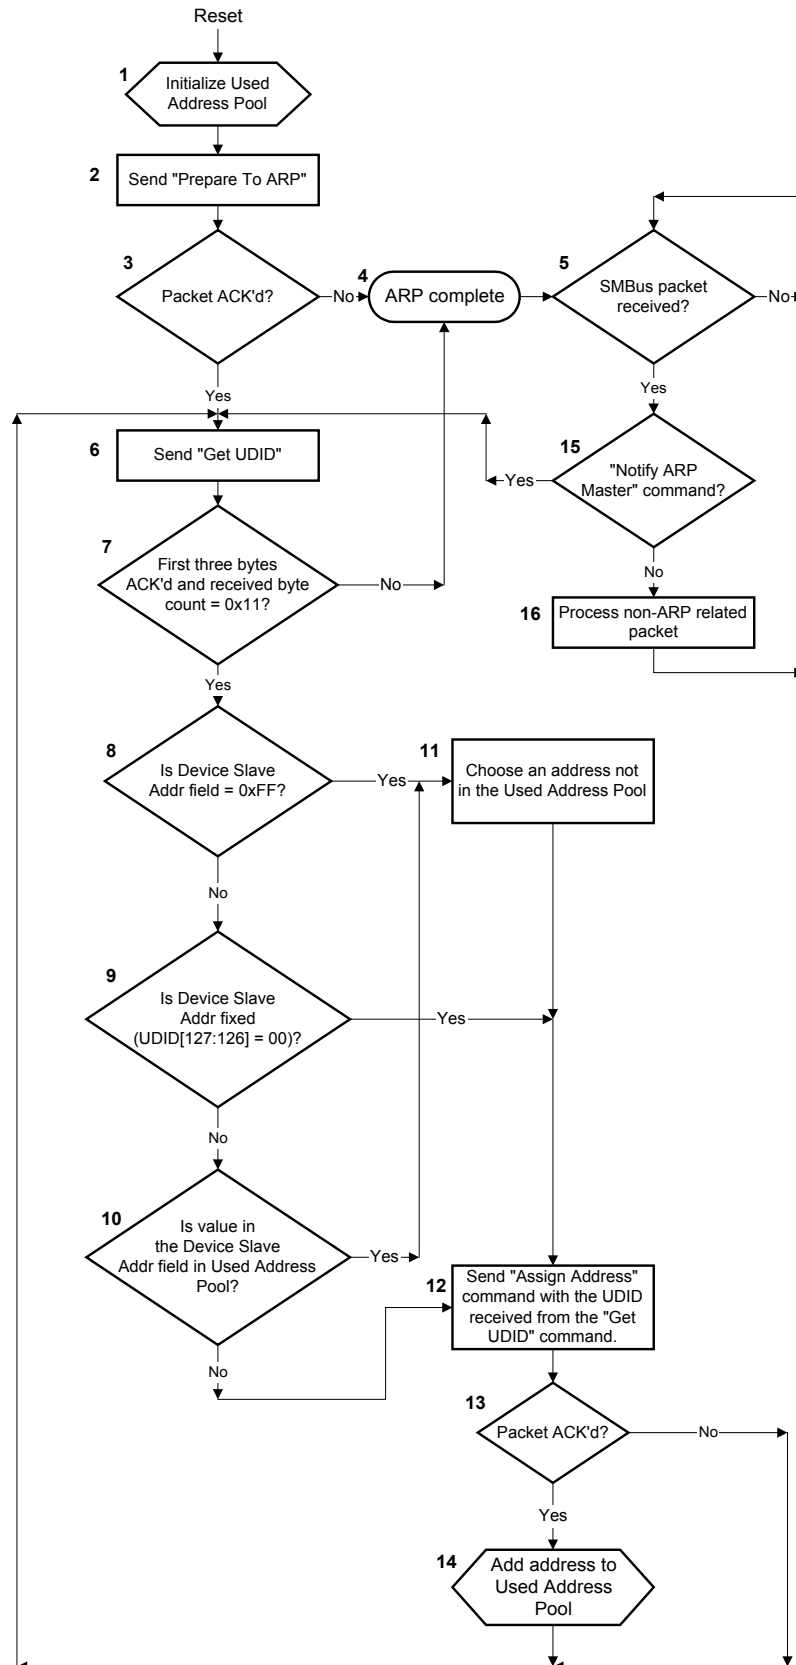 Reset
1
Initialize Used
Address Pool
2
Send "Prepare To ARP"
3
Packet ACK'd?
No
4
ARP complete
5
SMBus packet
received?
No
Yes
Yes
6
Send "Get UDID"
15
"Notify ARP
Master" command?
Yes
No
7
First three bytes
ACK'd and received byte
count = 0x11?
No
16
Process non-ARP related
packet
Yes
8
Is Device Slave
Addr field = 0xFF?
Yes
11
Choose an address not
in the Used Address Pool
No
9
Is Device Slave
Addr fixed
(UDID[127:126] = 00)?
Yes
No
10
Is value in
the Device Slave
Addr field in Used Address
Pool?
Yes
No
12
Send "Assign Address"
command with the UDID
received from the "Get
UDID" command.
13
Packet ACK'd?
No
Yes
14
Add address to
Used Address
Pool